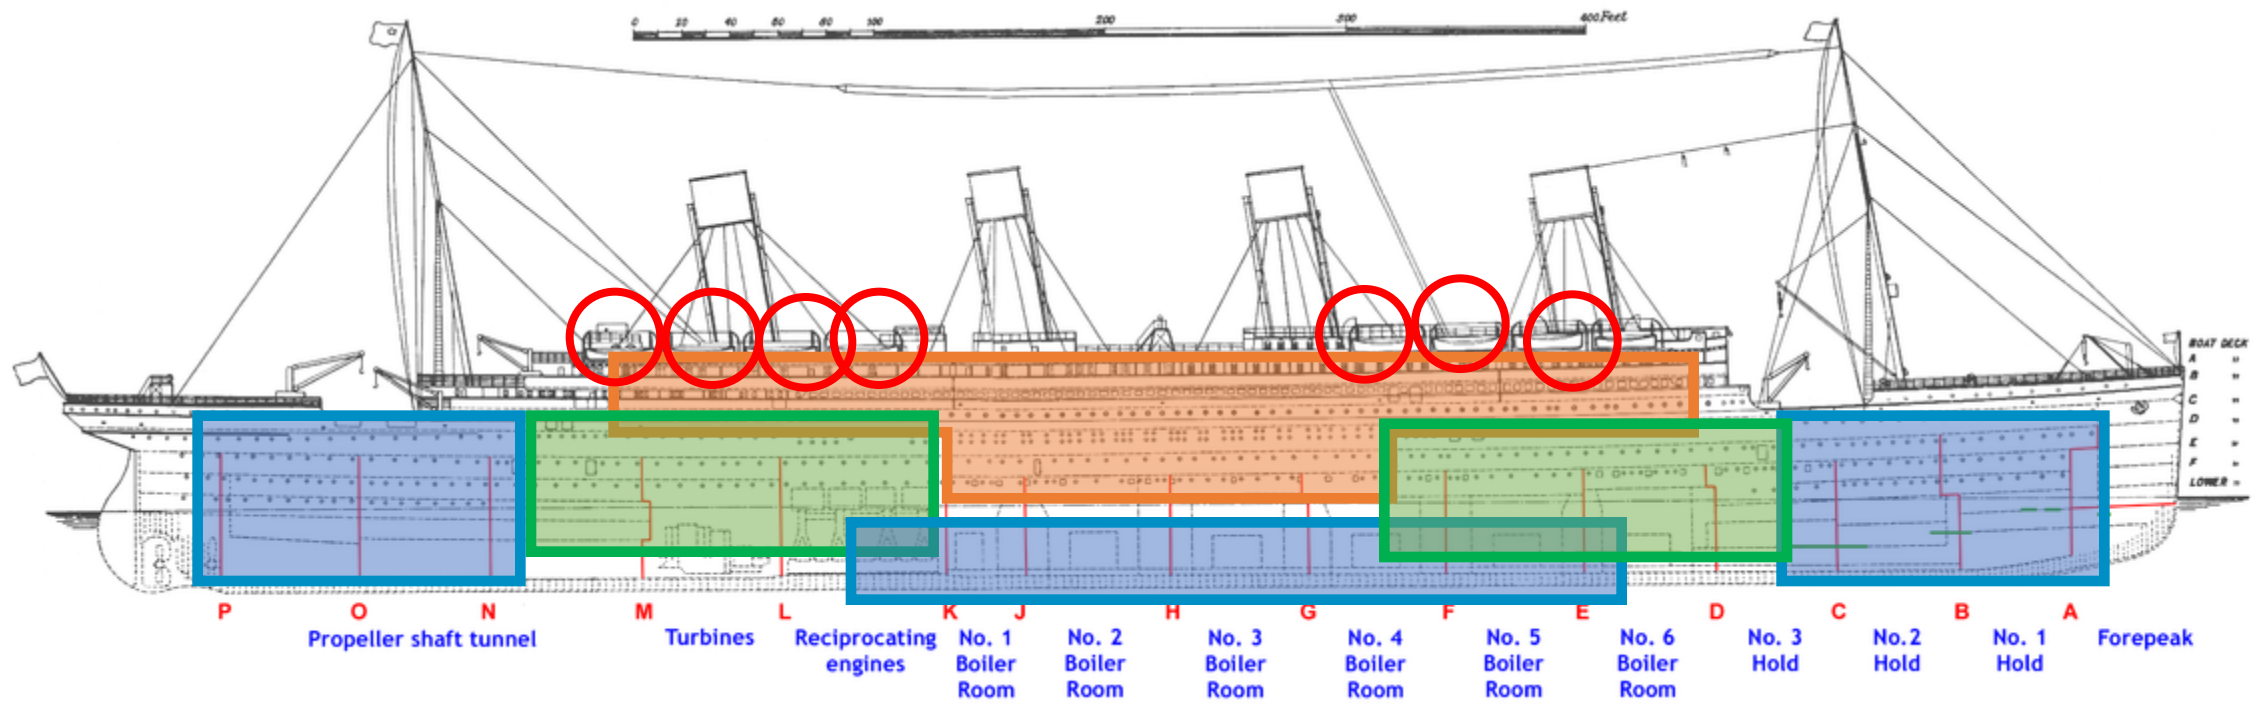 0 20 40 60 80 100 200 300 400 Feet
BOAT DECK
A "
B "
C "
D "
E "
F "
LOWER "
P O N M L K J H G F E D C B A
Propeller shaft tunnel
Turbines
Reciprocating
engines
No. 1
Boiler
Room
No. 2
Boiler
Room
No. 3
Boiler
Room
No. 4
Boiler
Room
No. 5
Boiler
Room
No. 6
Boiler
Room
No. 3
Hold
No.2
Hold
No. 1
Hold
Forepeak